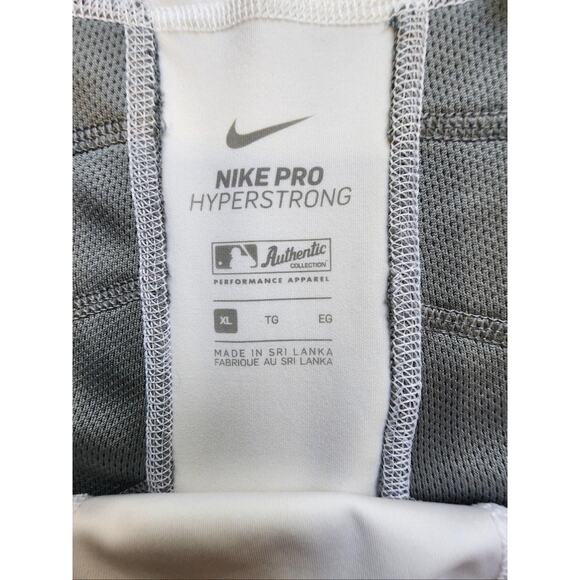 NIKE PRO
HYPERSTRONG
Authentic
COLLECTION
PERFORMANCE APPAREL
XL TG EG
MADE IN SRI LANKA
FABRIQUE AU SRI LANKA